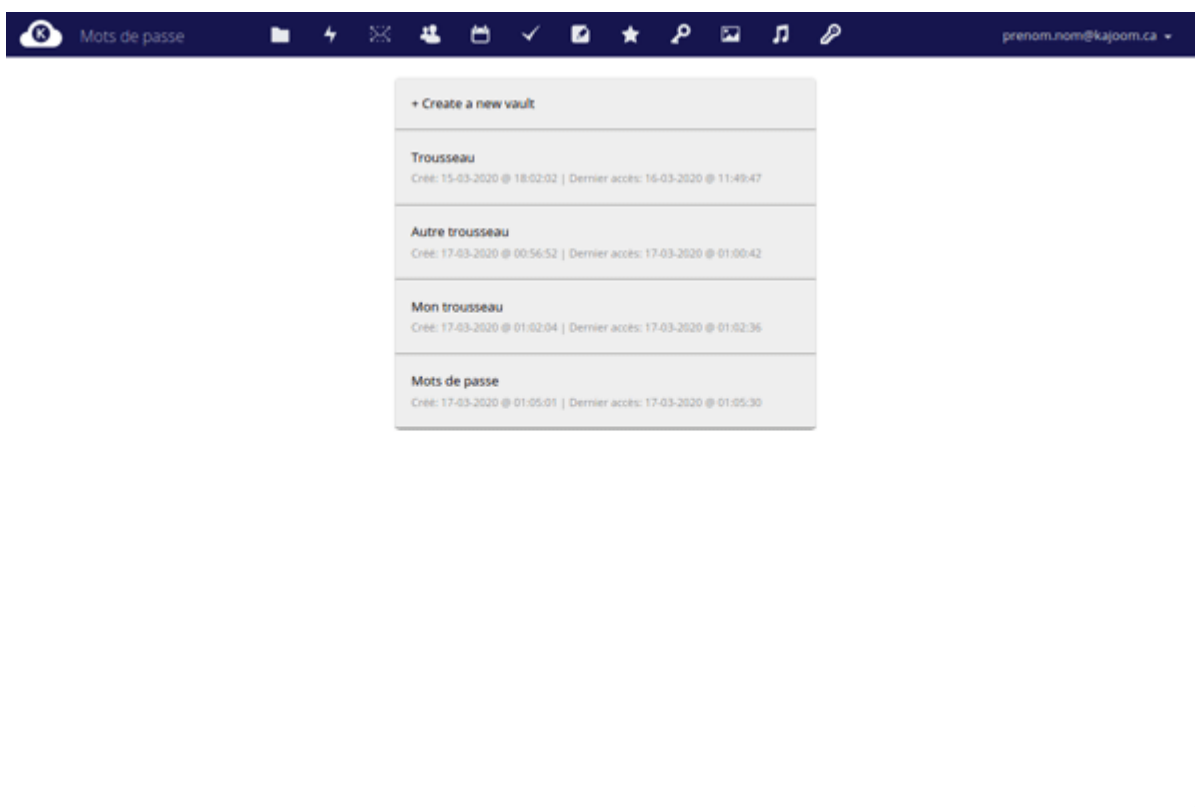 K
Mots de passe
prenom.nom@kajoom.ca
+ Create a new vault
Trousseau
Créé: 15-03-2020 @ 18:02:02 | Dernier accès: 16-03-2020 @ 11:49:47
Autre trousseau
Créé: 17-03-2020 @ 00:56:52 | Dernier accès: 17-03-2020 @ 01:00:42
Mon trousseau
Créé: 17-03-2020 @ 01:02:04 | Dernier accès: 17-03-2020 @ 01:02:36
Mots de passe
Créé: 17-03-2020 @ 01:05:01 | Dernier accès: 17-03-2020 @ 01:05:30